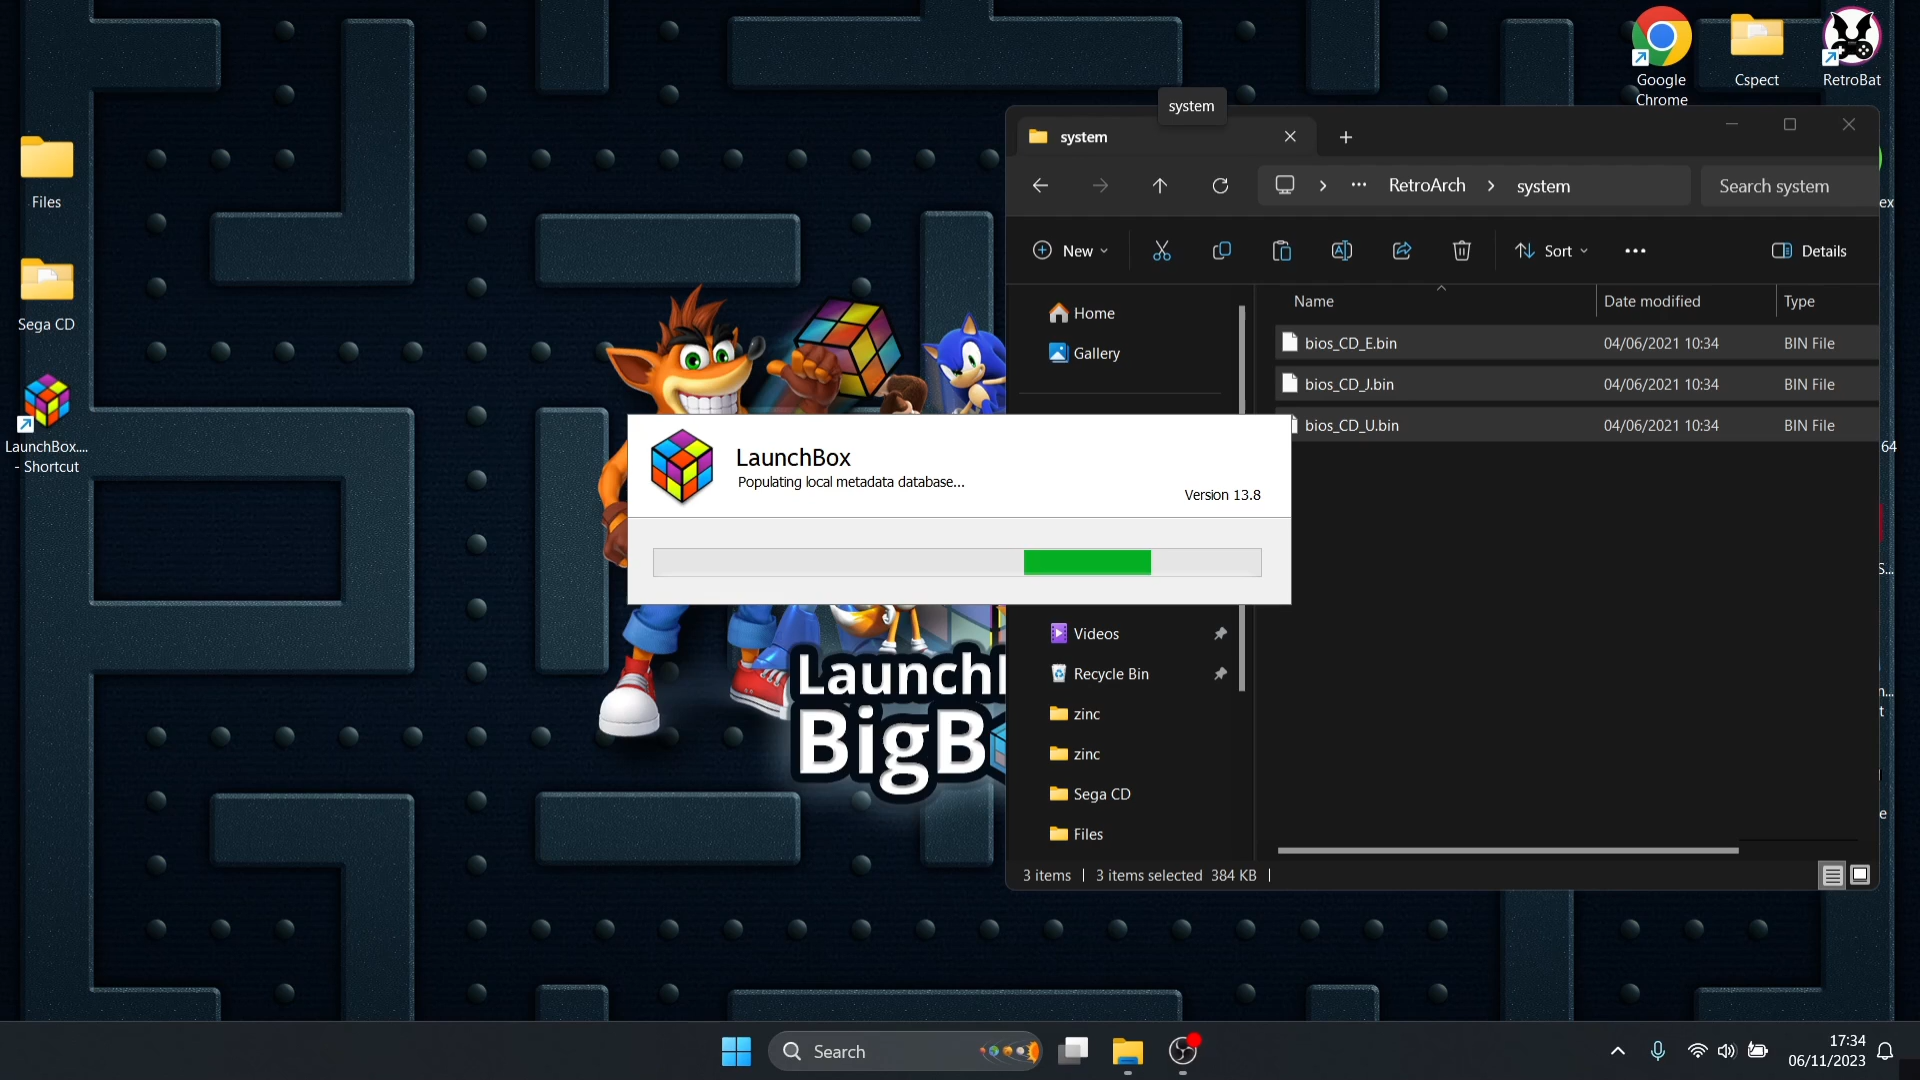 Google
Chrome
Cspect
RetroBat
system
system
RetroArch
system
Search system
Files
New
Sort
Details
Home
Gallery
Name
Date modified
Type
bios_CD_E.bin
04/06/2021 10:34
BIN File
bios_CD_J.bin
04/06/2021 10:34
BIN File
bios_CD_U.bin
04/06/2021 10:34
BIN File
Sega CD
LaunchBox....
- Shortcut
ex
64
S...
LaunchBox
Populating local metadata database...
Version 13.8
Videos
Recycle Bin
zinc
zinc
Sega CD
Files
LaunchB
BigB
3 items
3 items selected 384 KB
Search
17:34
06/11/2023